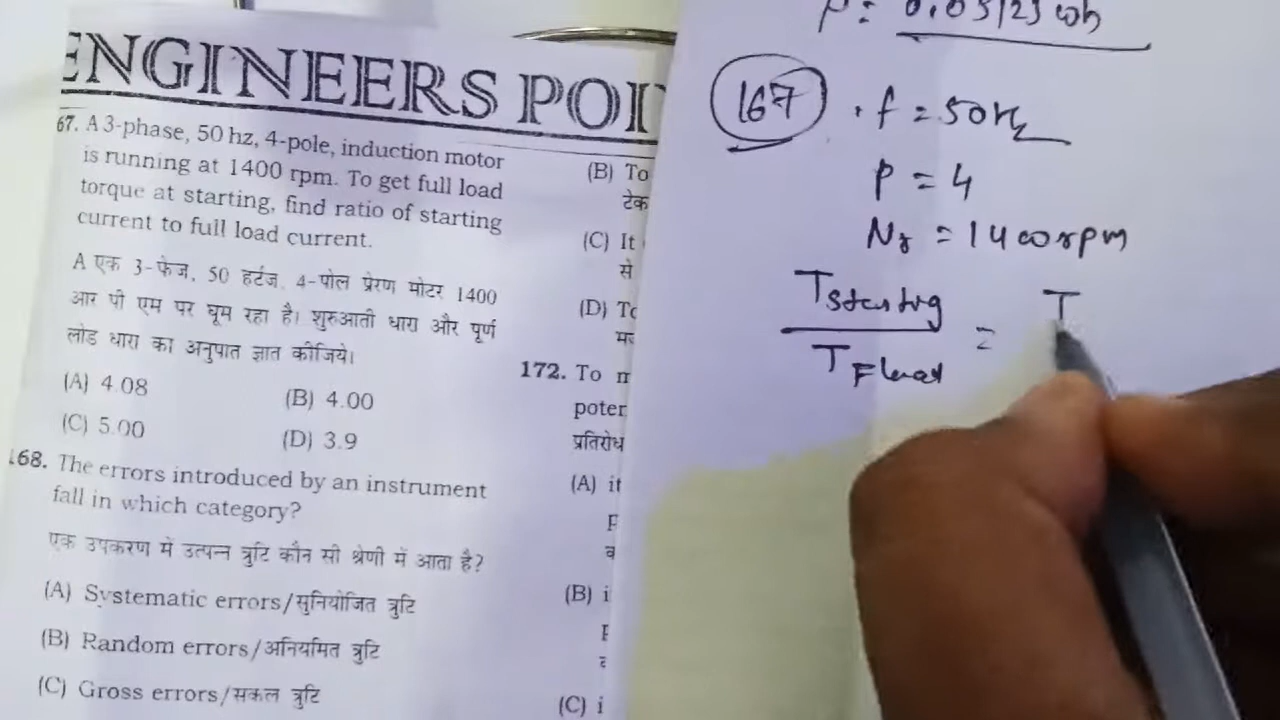 ENGINEERS POI
67. A 3-phase, 50 hz, 4-pole, induction motor
is running at 1400 rpm. To get full load
torque at starting, find ratio of starting
current to full load current.
A एक 3-फेज, 50 हर्टज, 4-पोल प्रेरण मोटर 1400
आर पी एम पर घूम रहा है। शुरुआती धारा और पूर्ण
लोड धारा का अनुपात ज्ञात कीजिये।
(A) 4.08 (B) 4.00
(C) 5.00 (D) 3.9
168. The errors introduced by an instrument
fall in which category?
एक उपकरण में उत्पन्न त्रुटि कौन सी श्रेणी में आता है?
(A) Systematic errors/सुनियोजित त्रुटि
(B) Random errors/अनियमित त्रुटि
(C) Gross errors/सकल त्रुटि
(B) To
टेक
(C) It
से
(D) To
172. To m
poter
प्रतिरोध
(A) it
(B) i
(C) i
167 f = 50Hz
P = 4
Nr = 1400rpm
T starting
T F load
= T